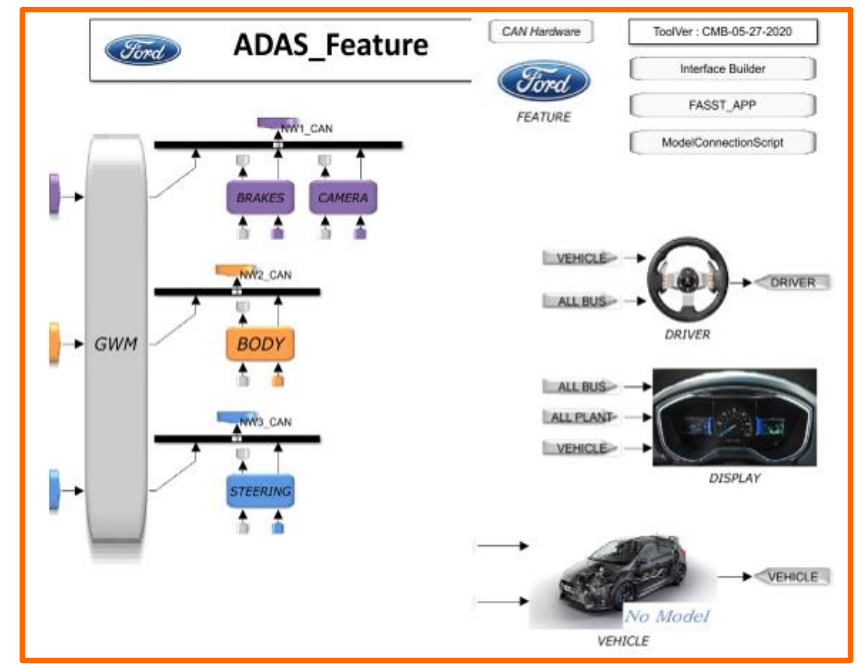 Ford
ADAS_Feature
CAN Hardware
ToolVer : CMB-05-27-2020
Interface Builder
Ford
FEATURE
FASST_APP
ModelConnectionScript
NW1_CAN
BRAKES
CAMERA
NW2_CAN
GWM
BODY
NW3_CAN
STEERING
VEHICLE
ALL BUS
DRIVER
DRIVER
ALL BUS
ALL PLANT
VEHICLE
DISPLAY
VEHICLE
No Model
VEHICLE